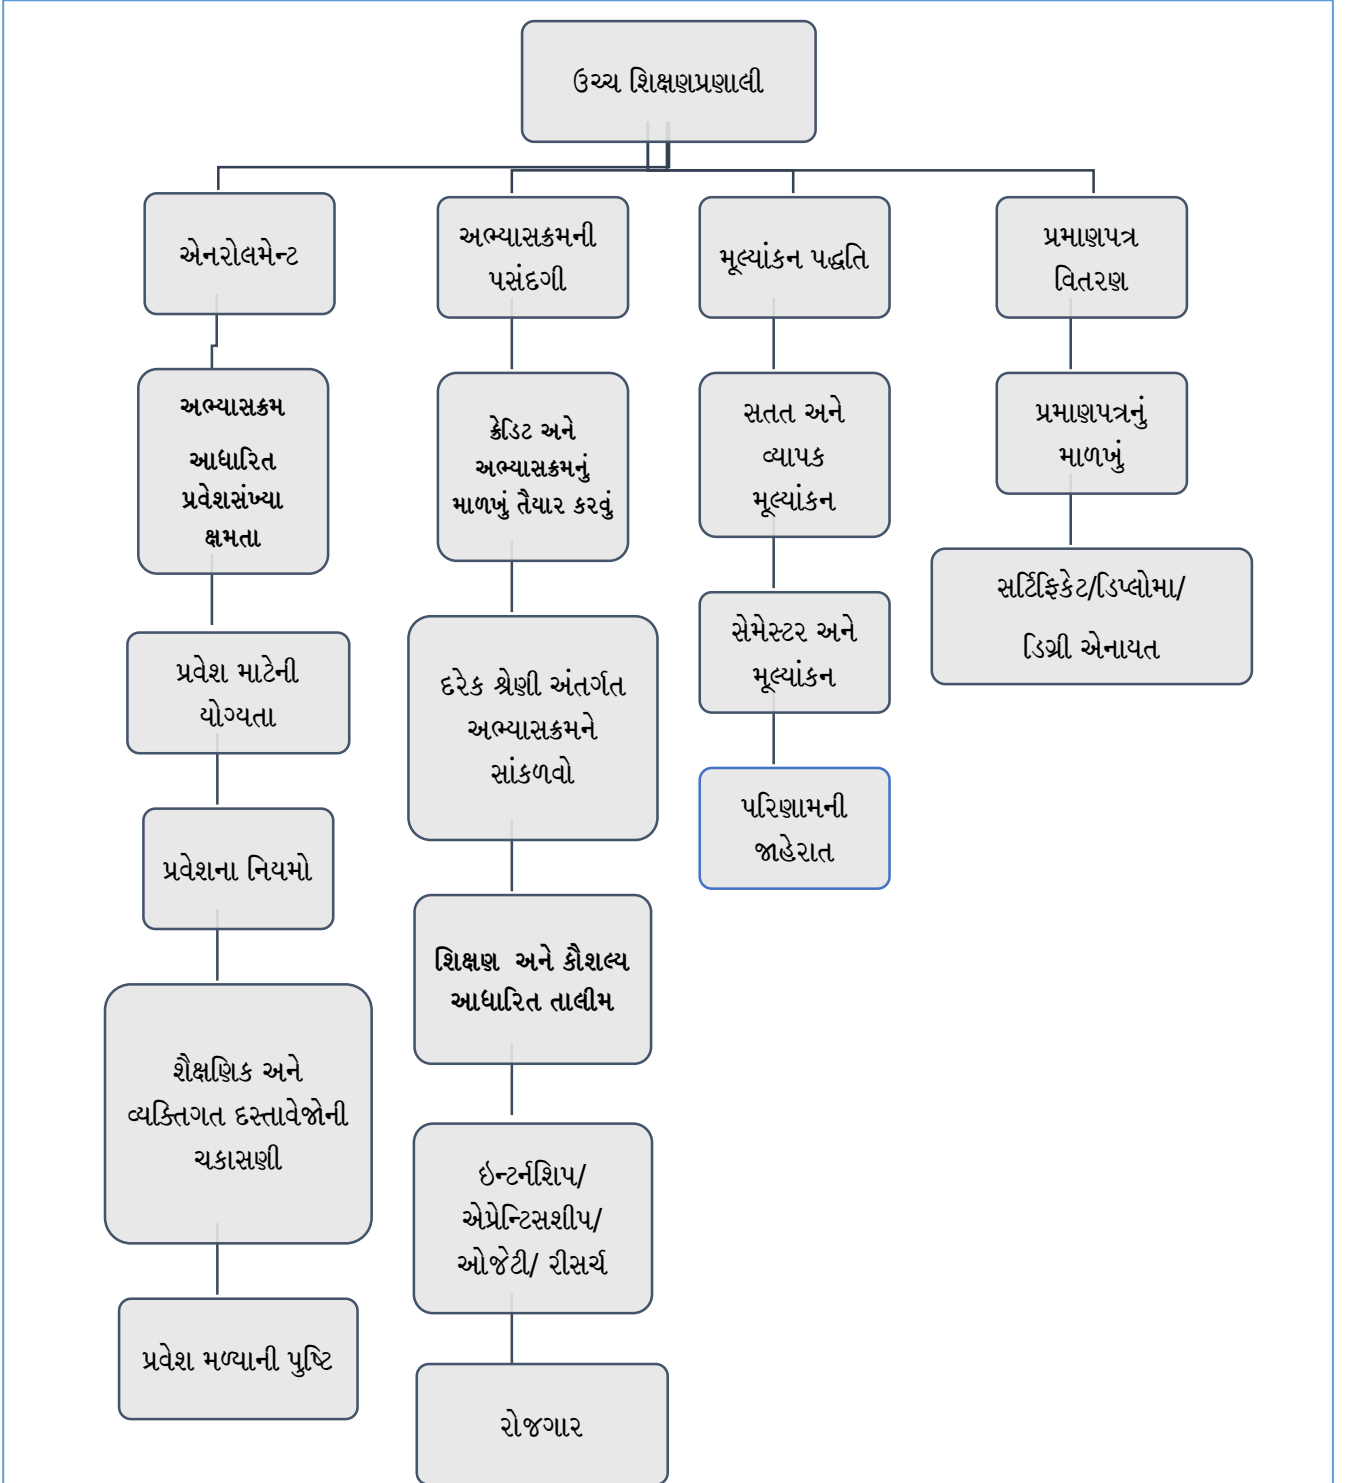 ઉચ્ચ શિક્ષણપ્રણાલી
એનરોલમેન્ટ
અભ્યાસક્રમ
આધારિત
પ્રવેશસંખ્યા
ક્ષમતા
પ્રવેશ માટેની
યોગ્યતા
પ્રવેશના નિયમો
શૈક્ષણિક અને
વ્યક્તિગત દસ્તાવેજોની
ચકાસણી
પ્રવેશ મળ્યાની પુષ્ટિ
અભ્યાસક્રમની
પસંદગી
ક્રેડિટ અને
અભ્યાસક્રમનું
માળખું તૈયાર કરવું
દરેક શ્રેણી અંતર્ગત
અભ્યાસક્રમને
સાંકળવો
શિક્ષણ અને કૌશલ્ય
આધારિત તાલીમ
ઇન્ટર્નશિપ/
એપ્રેન્ટિસશીપ/
ઓજેટી/ રીસર્ચ
રોજગાર
મૂલ્યાંકન પદ્ધતિ
સતત અને
વ્યાપક
મૂલ્યાંકન
સેમેસ્ટર અને
મૂલ્યાંકન
પરિણામની
જાહેરાત
પ્રમાણપત્ર
વિતરણ
પ્રમાણપત્રનું
માળખું
સર્ટિફિકેટ/ડિપ્લોમા/
ડિગ્રી એનાયત